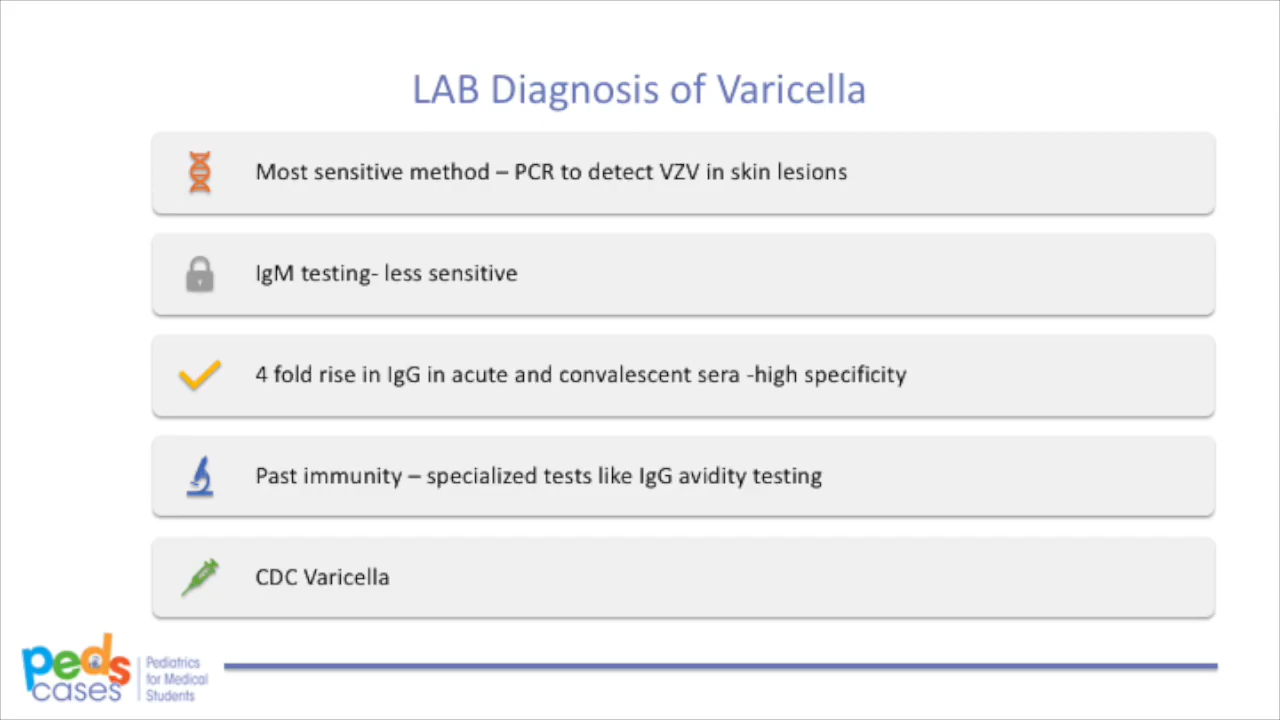 LAB Diagnosis of Varicella
Most sensitive method – PCR to detect VZV in skin lesions
IgM testing- less sensitive
4 fold rise in IgG in acute and convalescent sera -high specificity
Past immunity – specialized tests like IgG avidity testing
CDC Varicella
peds
cases
Pediatrics
for Medical
Students